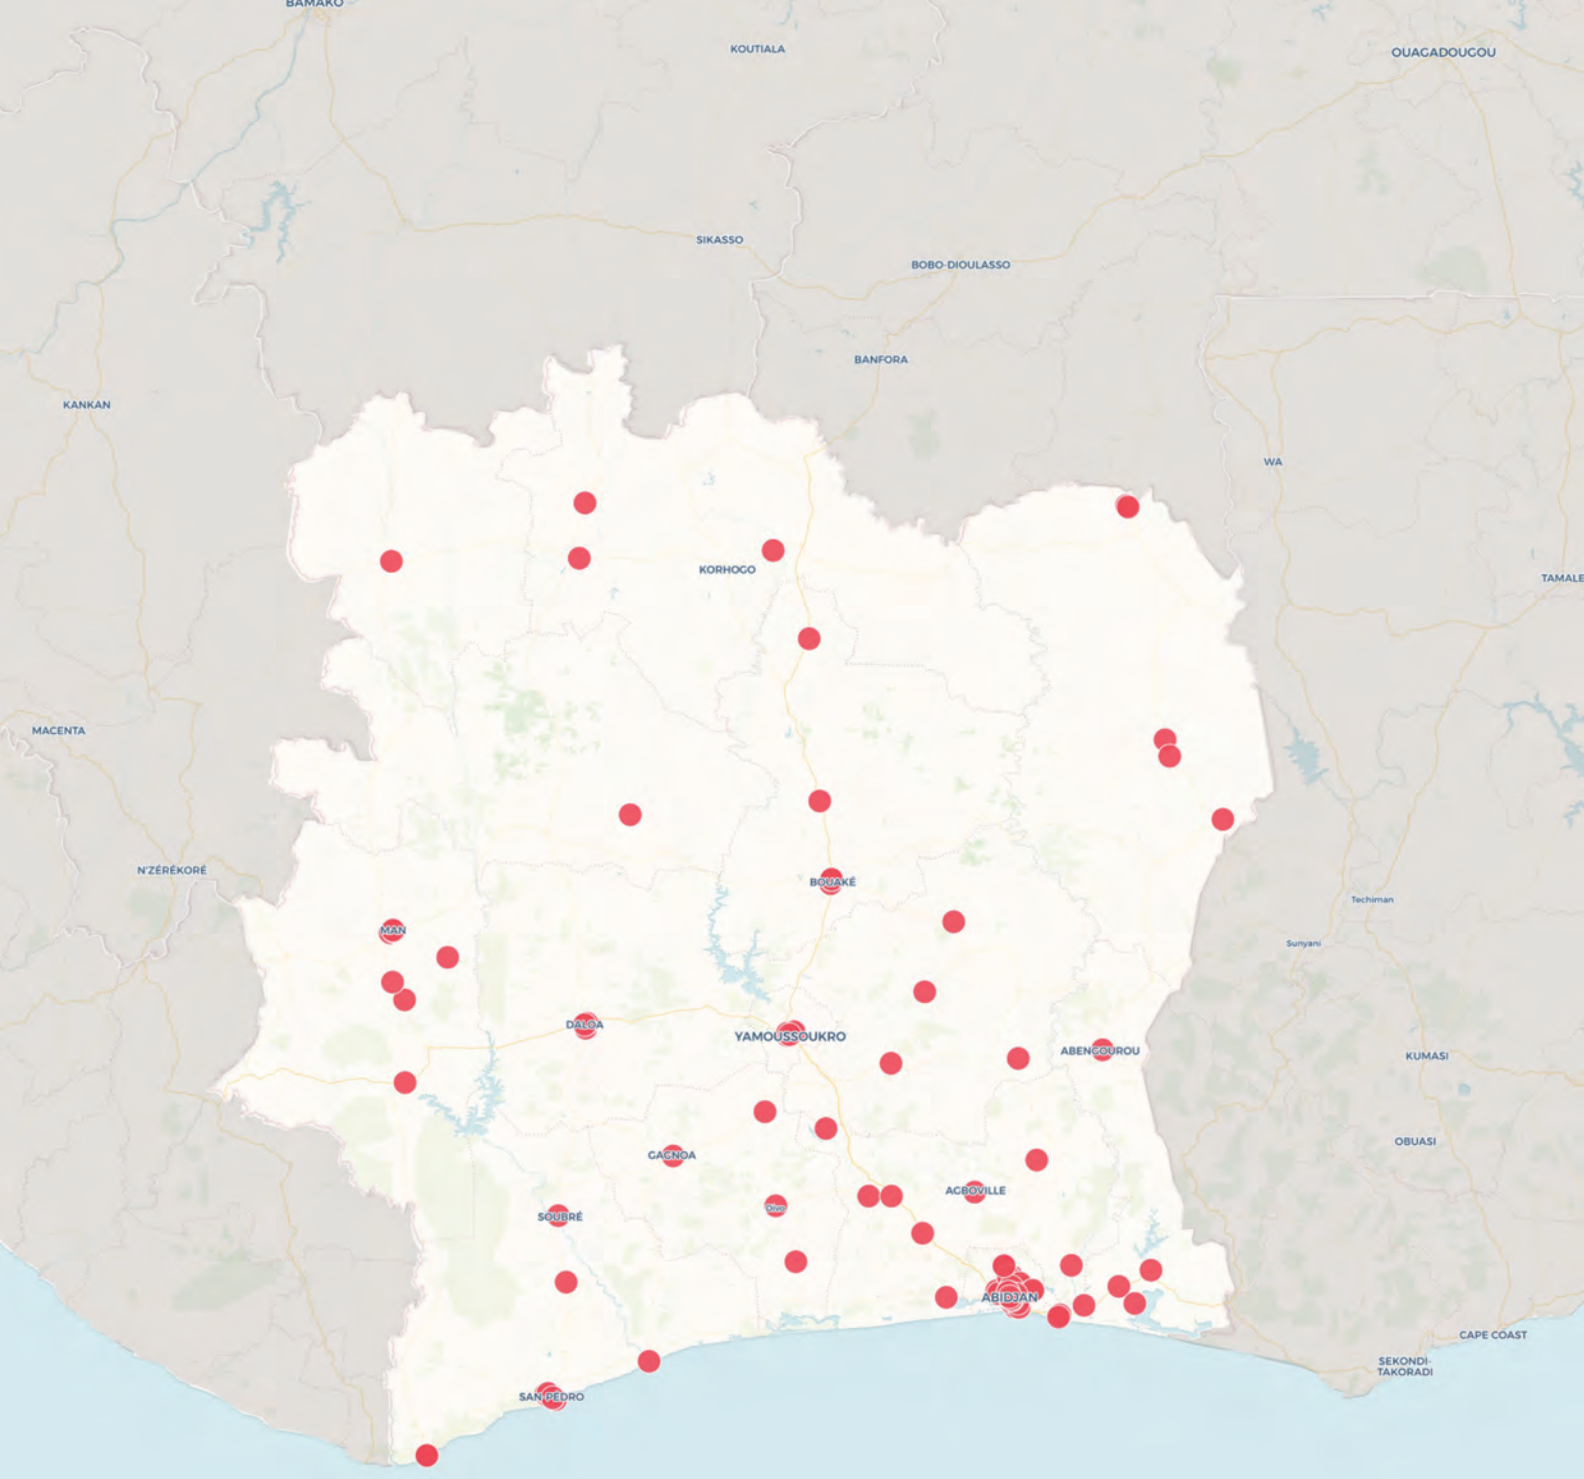 BAMAKO
KOUTIALA
OUAGADOUGOU
SIKASSO
BOBO-DIOULASSO
BANFORA
KANKAN
WA
KORHOGO
TAMALE
MACENTA
N'ZÉRÉKORÉ
BOUAKÉ
Techiman
MAN
Sunyani
DALOA
YAMOUSSOUKRO
ABENGOUROU
KUMASI
OBUASI
GAGNOA
AGBOVILLE
Divo
SOUBRÉ
ABIDJAN
CAPE COAST
SEKONDI-
TAKORADI
SAN-PEDRO